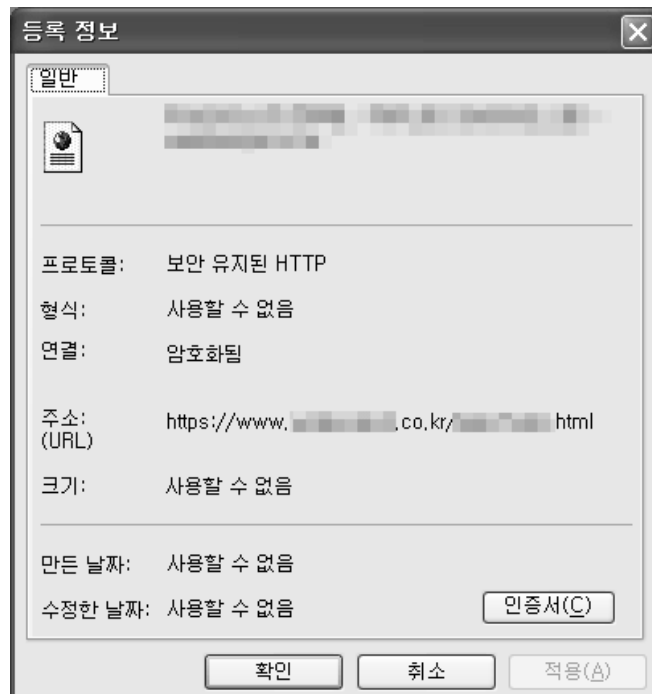 등록 정보
일반
프로토콜: 보안 유지된 HTTP
형식: 사용할 수 없음
연결: 암호화됨
주소: https://www. .co.kr/ html
(URL)
크기: 사용할 수 없음
만든 날짜: 사용할 수 없음
수정한 날짜: 사용할 수 없음
인증서(C)
확인 취소 적용(A)